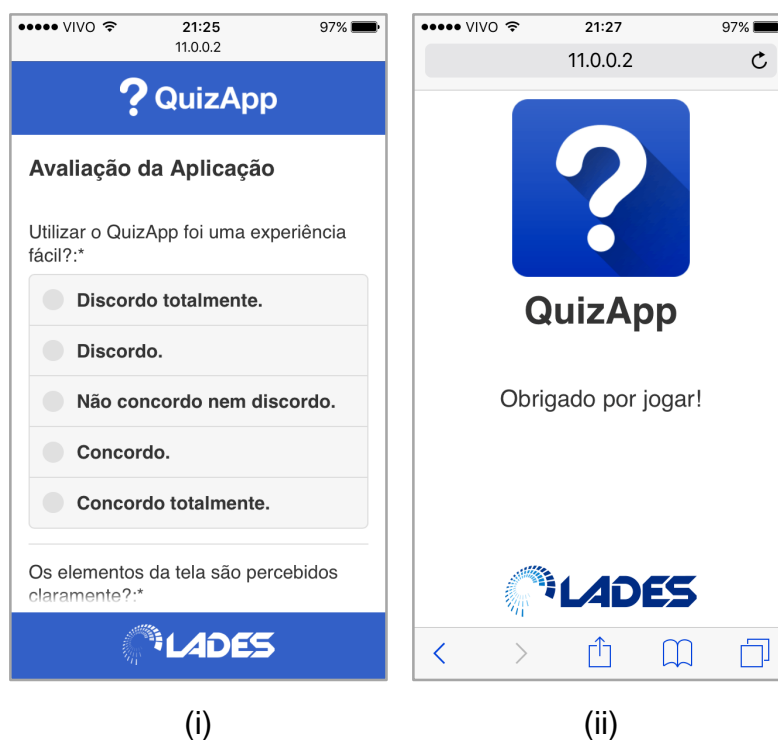 VIVO 21:25 97%
11.0.0.2
? QuizApp
Avaliação da Aplicação
Utilizar o QuizApp foi uma experiência
fácil?:*
Discordo totalmente.
Discordo.
Não concordo nem discordo.
Concordo.
Concordo totalmente.
Os elementos da tela são percebidos
claramente?:*
LADES
(i)
VIVO 21:27 97%
11.0.0.2
?
QuizApp
Obrigado por jogar!
LADES
(ii)